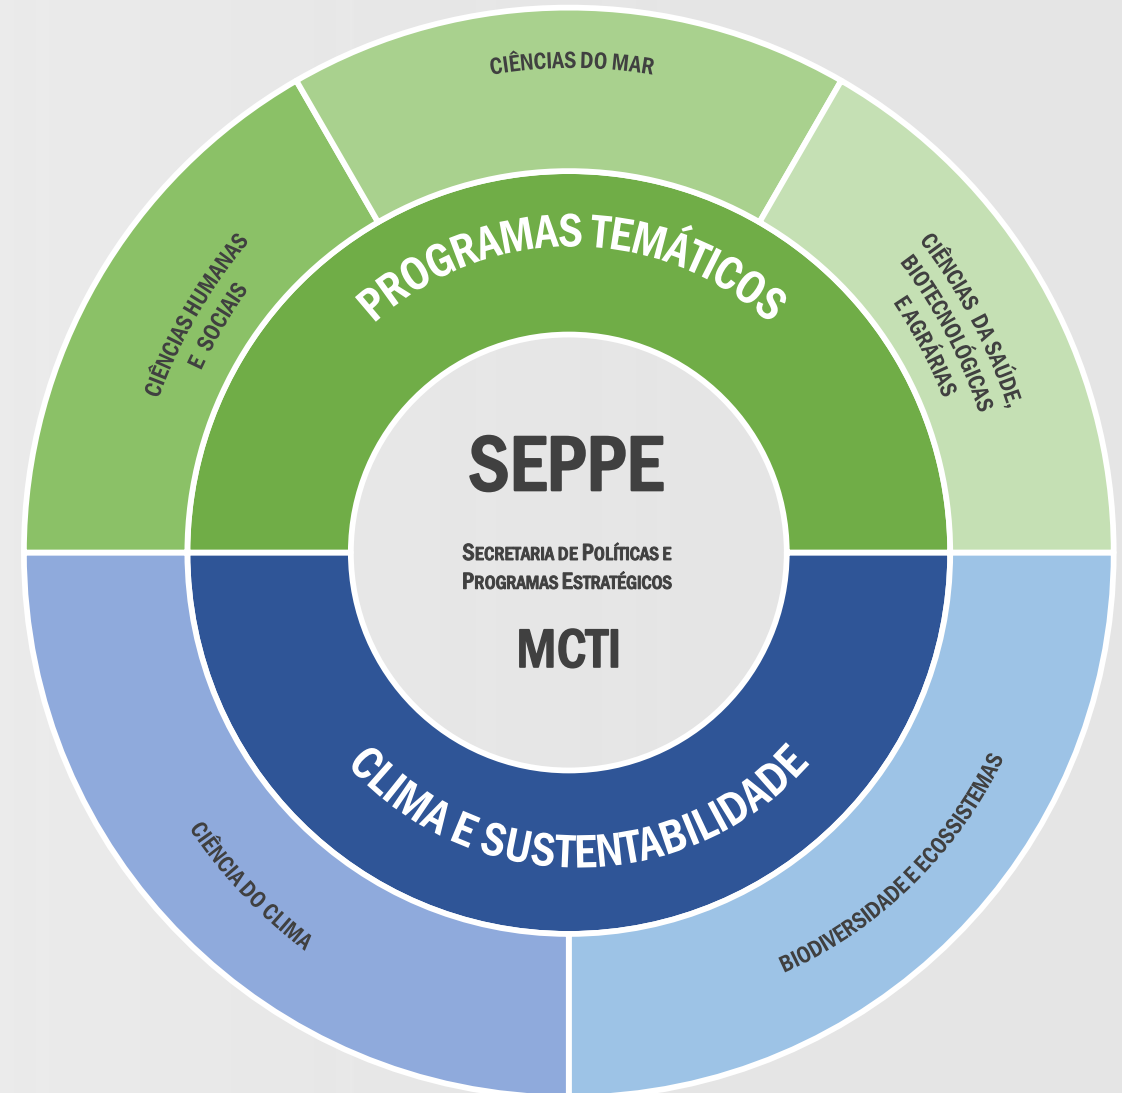 CIÊNCIAS DO MAR
CIÊNCIAS HUMANAS
E SOCIAIS
CIÊNCIAS DA SAÚDE,
BIOTECNOLÓGICAS
E AGRÁRIAS
PROGRAMAS TEMÁTICOS
SEPPE
SECRETARIA DE POLÍTICAS E
PROGRAMAS ESTRATÉGICOS
MCTI
CLIMA E SUSTENTABILIDADE
CIÊNCIA DO CLIMA
BIODIVERSIDADE E ECOSSISTEMAS